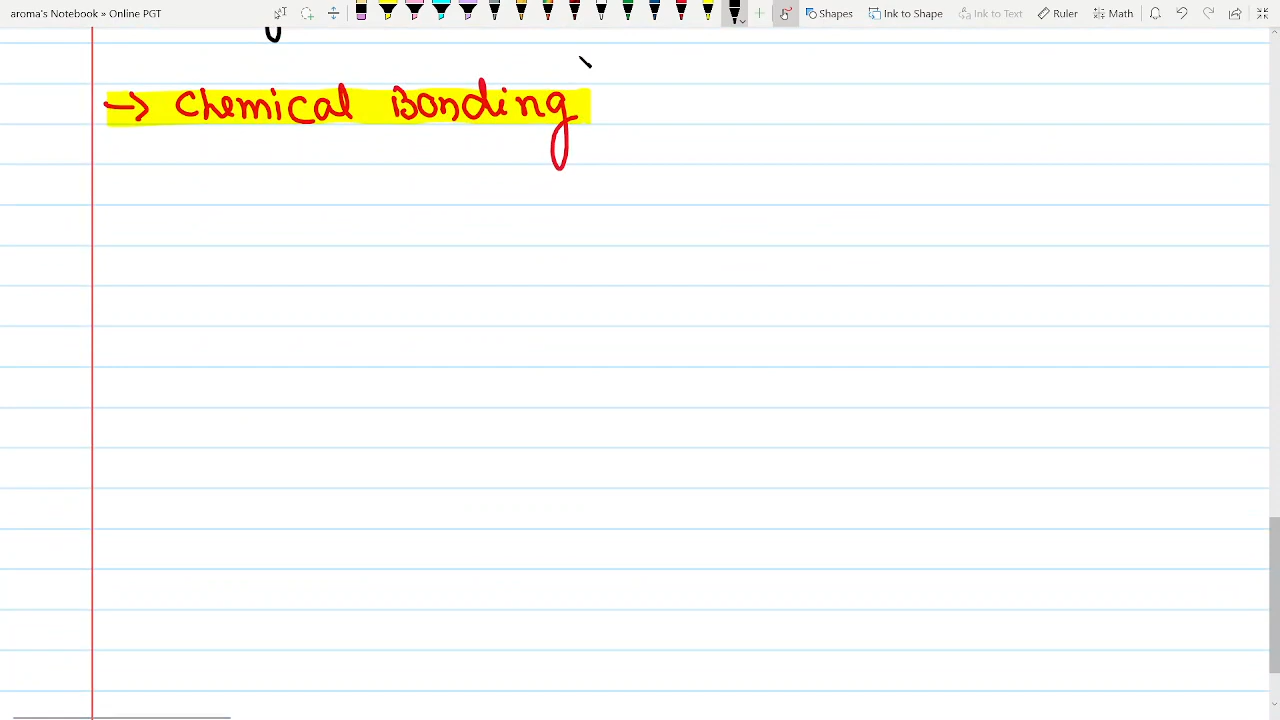 aroma's Notebook » Online PGT
Shapes Ink to Shape Ink to Text Ruler Math
→ Chemical Bonding